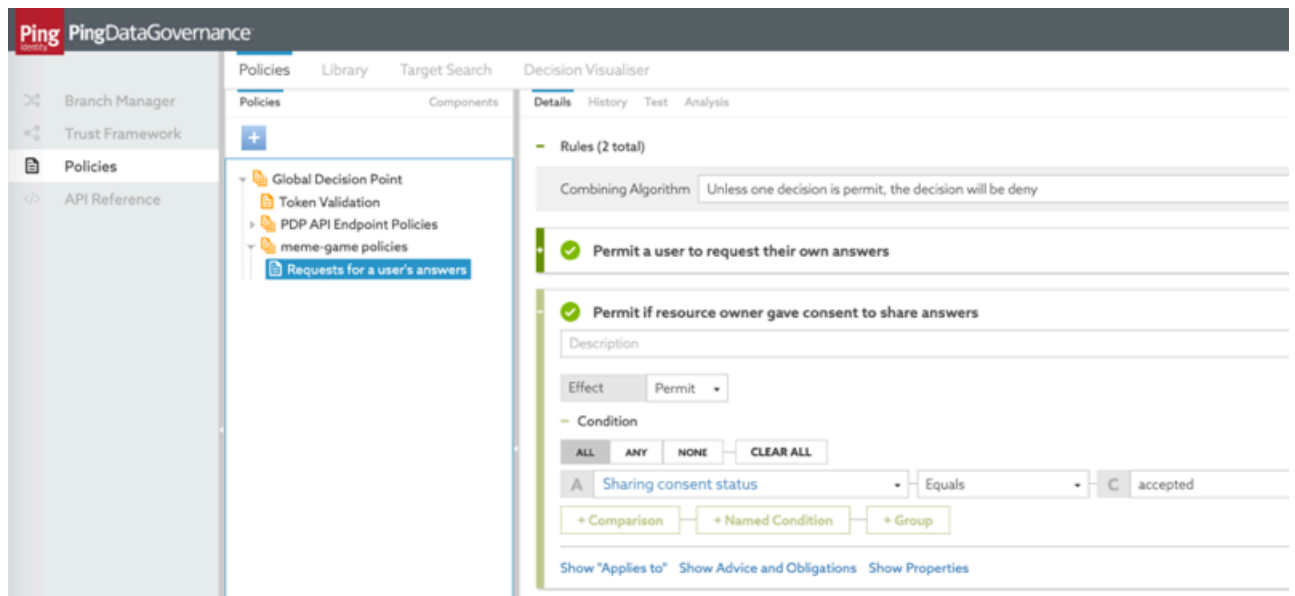 Ping
Identity
PingDataGovernance
Branch Manager
Trust Framework
Policies
API Reference
Policies Library Target Search Decision Visualiser
Policies Components
+
Global Decision Point
Token Validation
PDP API Endpoint Policies
meme-game policies
Requests for a user's answers
Details History Test Analysis
Rules (2 total)
Combining Algorithm Unless one decision is permit, the decision will be deny
Permit a user to request their own answers
Permit if resource owner gave consent to share answers
Description
Effect Permit
Condition
ALL ANY NONE CLEAR ALL
A Sharing consent status Equals C accepted
+ Comparison + Named Condition + Group
Show "Applies to" Show Advice and Obligations Show Properties